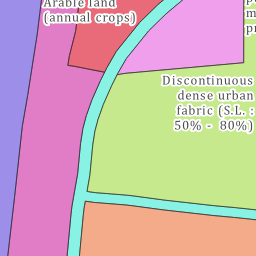 Arable land
(annual crops)
Discontinuous
dense urban
fabric (S.L. :
50% - 80%)